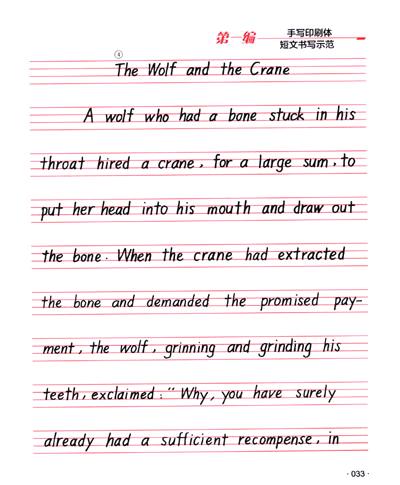 第一编
手写印刷体
短文书写示范
④
The Wolf and the Crane
A wolf who had a bone stuck in his
throat hired a crane, for a large sum, to
put her head into his mouth and draw out
the bone. When the crane had extracted
the bone and demanded the promised pay-
ment, the wolf, grinning and grinding his
teeth, exclaimed: “Why, you have surely
already had a sufficient recompense, in
·033·